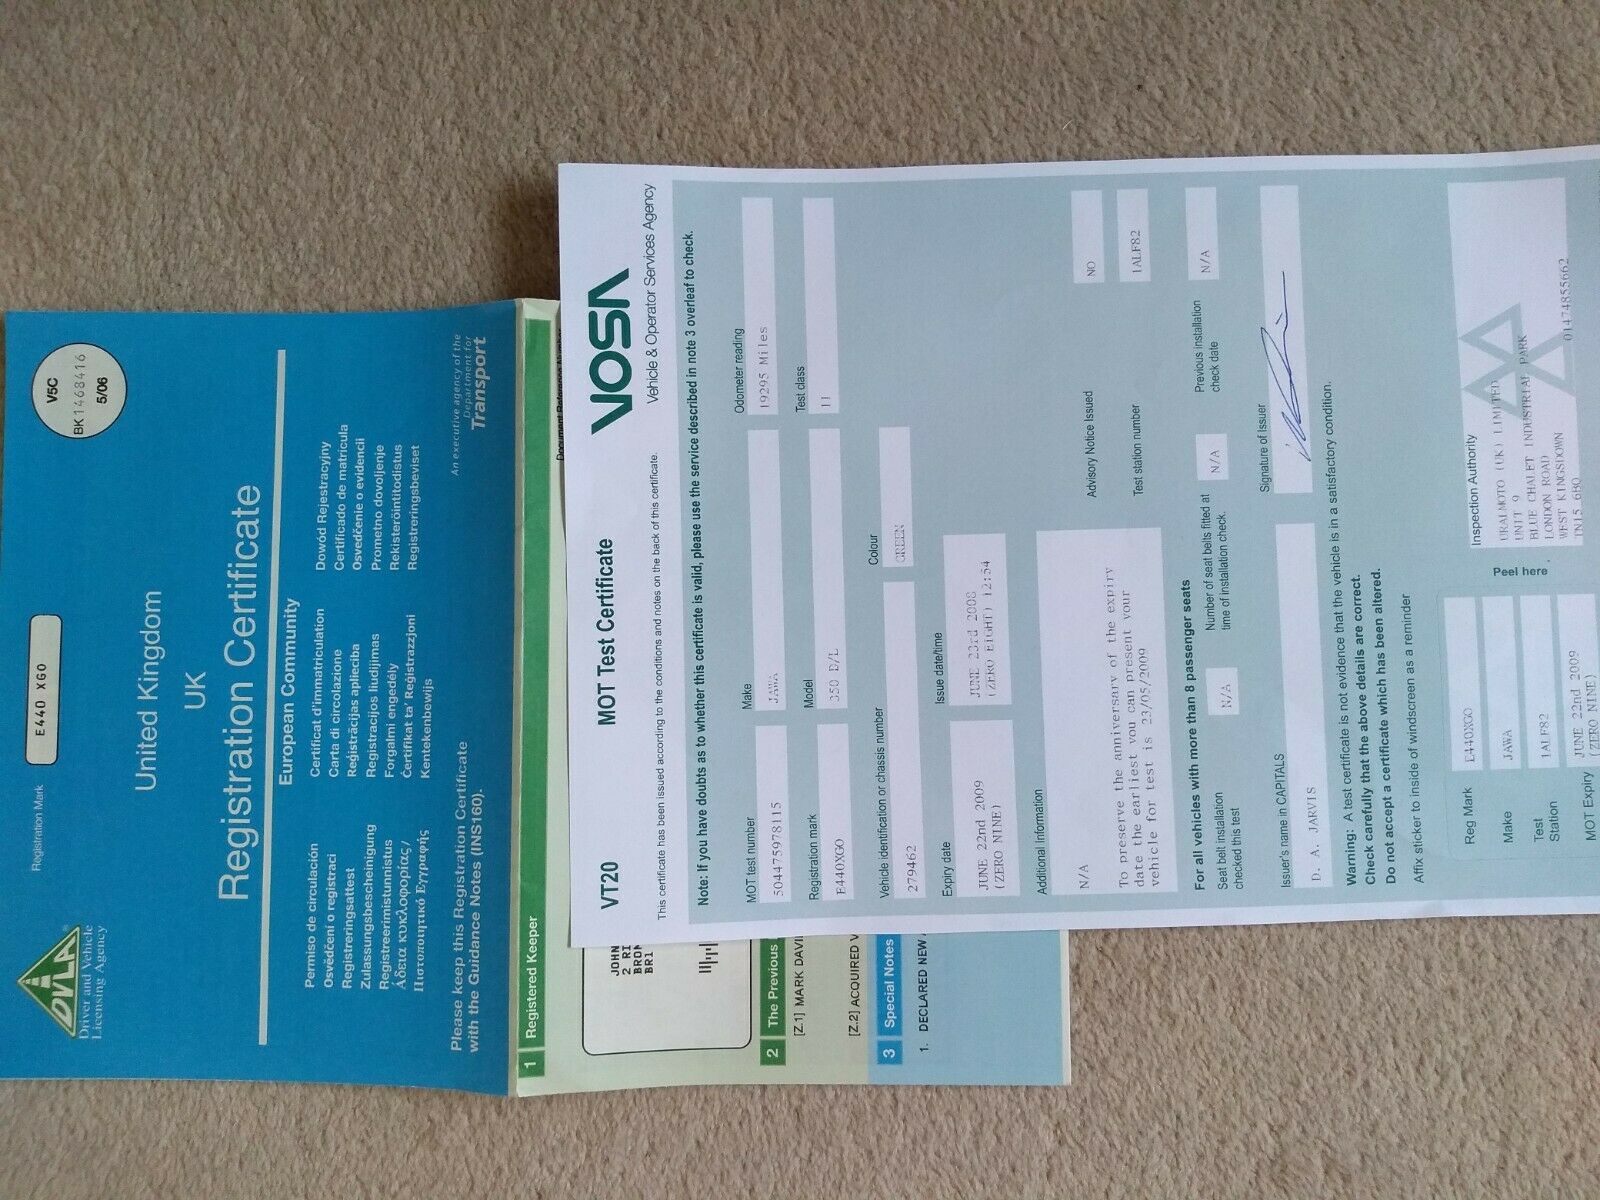 DVLA
Driver and Vehicle
Licensing Agency
Registration Mark
E440 XGO
V5C
BK1468416
5/06
United Kingdom
UK
Registration Certificate
European Community
Permiso de circulación
Osvědčení o registraci
Registreringsattest
Zulassungsbescheinigung
Registreerimistunnistus
Άδεια κυκλοφορίας/
Πιστοποιητικό Εγγραφής
Certificat d'immatriculation
Carta di circolazione
Reģistrācijas apliecība
Registracijos liudijimas
Forgalmi engedély
Ċertifikat ta' Reġistrazzjoni
Kentekenbewijs
Dowód Rejestracyjny
Certificado de matrícula
Osvedčenie o evidencii
Prometno dovoljenje
Rekisteröintitodistus
Registreringsbeviset
Please keep this Registration Certificate
with the Guidance Notes (INS160).
An executive agency of the
Department for
Transport
1 Registered Keeper
JOHN
2 RI
BRO
BR1
2 The Previous
[Z.1] MARK DAVI
[Z.2] ACQUIRED V
3 Special Notes
1. DECLARED NEW
VT20 MOT Test Certificate
VOSA
Vehicle & Operator Services Agency
This certificate has been issued according to the conditions and notes on the back of this certificate.
Note: If you have doubts as to whether this certificate is valid, please use the service described in note 3 overleaf to check.
MOT test number
504475978115
Make
JAWA
Odometer reading
19295 Miles
Registration mark
E440XGO
Model
350 D/L
Test class
II
Vehicle identification or chassis number
279462
Colour
GREEN
Expiry date
JUNE 22nd 2009
(ZERO NINE)
Issue date/time
JUNE 23rd 2008
(ZERO EIGHT) 12:54
Additional Information
N/A
To preserve the anniversary of the expiry
date the earliest you can present your
vehicle for test is 23/05/2009
Advisory Notice Issued
NO
Test station number
1ALF82
For all vehicles with more than 8 passenger seats
Seat belt installation
checked this test
N/A
Number of seat belts fitted at
time of installation check.
N/A
Previous installation
check date
N/A
Issuer's name in CAPITALS
D. A. JARVIS
Signature of Issuer
Warning: A test certificate is not evidence that the vehicle is in a satisfactory condition.
Check carefully that the above details are correct.
Do not accept a certificate which has been altered.
Affix sticker to inside of windscreen as a reminder
Reg Mark
E440XGO
Make
JAWA
Test
Station
1ALF82
MOT Expiry
JUNE 22nd 2009
(ZERO NINE)
Peel here
Inspection Authority
URALMOTO (UK) LIMITED
UNIT 9
BLUE CHALET INDUSTRIAL PARK
LONDON ROAD
WEST KINGSDOWN
TN15 6BQ
01474855662